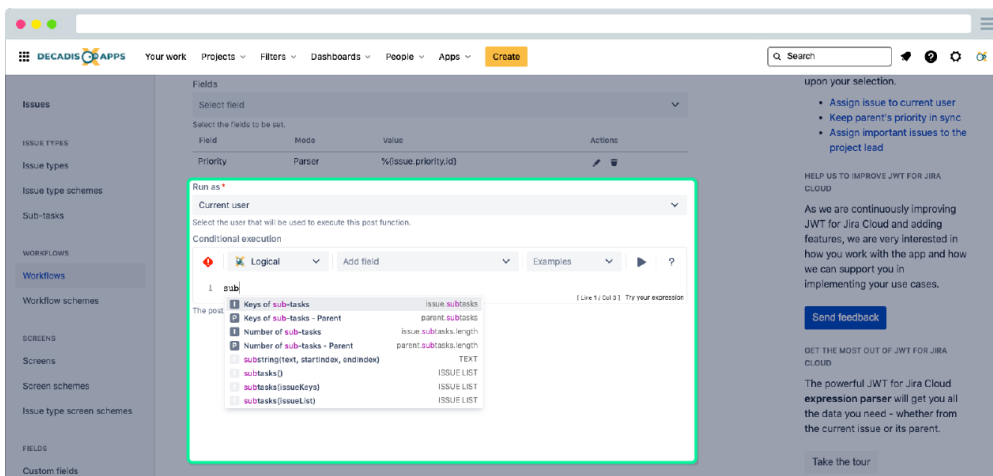 DECADIS APPS
Your work
Projects
Filters
Dashboards
People
Apps
Create
Search
Issues
ISSUE TYPES
Issue types
Issue type schemes
Sub-tasks
WORKFLOWS
Workflows
Workflow schemes
SCREENS
Screens
Screen schemes
Issue type screen schemes
FIELDS
Custom fields
Fields
Select field
Select the fields to be set.
Field Mode Value Actions
Priority Parser %{issue.priority.id}
Run as *
Current user
Select the user that will be used to execute this post function.
Conditional execution
Logical Add field Examples ?
1 sub
[ Line 1 / Col 3 ] Try your expression
The post
I Keys of sub-tasks issue.subtasks
P Keys of sub-tasks - Parent parent.subtasks
I Number of sub-tasks issue.subtasks.length
P Number of sub-tasks - Parent parent.subtasks.length
substring(text, startIndex, endIndex) TEXT
subtasks() ISSUE LIST
subtasks(issueKeys) ISSUE LIST
subtasks(issueList) ISSUE LIST
upon your selection.
• Assign issue to current user
• Keep parent's priority in sync
• Assign important issues to the
project lead
HELP US TO IMPROVE JWT FOR JIRA
CLOUD
As we are continuously improving
JWT for Jira Cloud and adding
features, we are very interested in
how you work with the app and how
we can support you in
implementing your use cases.
Send feedback
GET THE MOST OUT OF JWT FOR JIRA
CLOUD
The powerful JWT for Jira Cloud
expression parser will get you all
the data you need - whether from
the current issue or its parent.
Take the tour